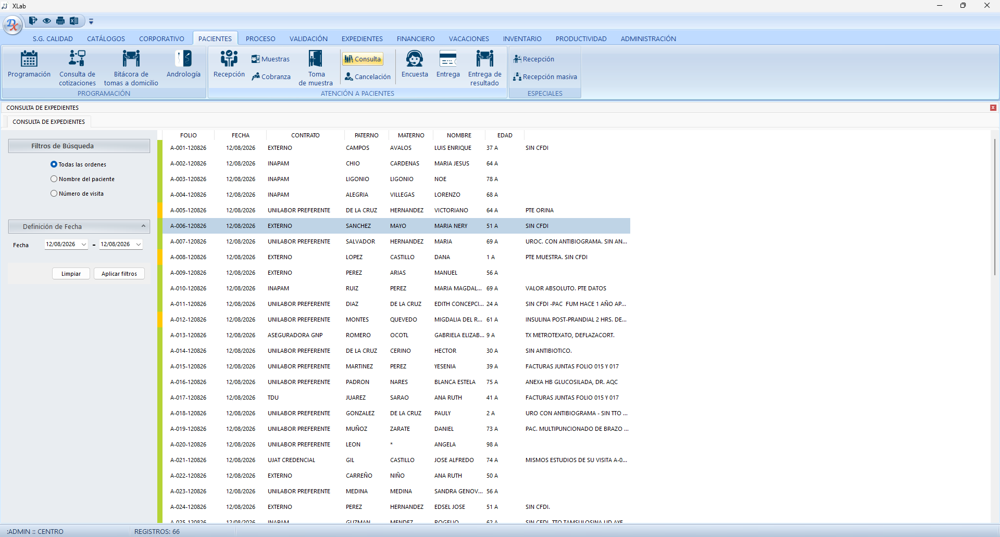 XLab
S.G. CALIDAD CATÁLOGOS CORPORATIVO PACIENTES PROCESO VALIDACIÓN EXPEDIENTES FINANCIERO VACACIONES INVENTARIO PRODUCTIVIDAD ADMINISTRACIÓN
Programación Consulta de cotizaciones Bitácora de tomas a domicilio Andrología
PROGRAMACIÓN
Recepción Muestras Cobranza Toma de muestra Consulta Cancelación Encuesta Entrega Entrega de resultado
ATENCIÓN A PACIENTES
Recepción
Recepción masiva
ESPECIALES
CONSULTA DE EXPEDIENTES
CONSULTA DE EXPEDIENTES
Filtros de Búsqueda
Todas las ordenes
Nombre del paciente
Número de visita
Definición de Fecha
Fecha 12/08/2026 - 12/08/2026
Limpiar Aplicar filtros
FOLIO FECHA CONTRATO PATERNO MATERNO NOMBRE EDAD
A-001-120826 12/08/2026 EXTERNO CAMPOS AVALOS LUIS ENRIQUE 37 A SIN CFDI
A-002-120826 12/08/2026 INAPAM CHIO CARDENAS MARIA JESUS 64 A
A-003-120826 12/08/2026 INAPAM LIGONIO LIGONIO NOE 78 A
A-004-120826 12/08/2026 INAPAM ALEGRIA VILLEGAS LORENZO 68 A
A-005-120826 12/08/2026 UNILABOR PREFERENTE DE LA CRUZ HERNANDEZ VICTORIANO 64 A PTE ORINA
A-006-120826 12/08/2026 EXTERNO SANCHEZ MAYO MARIA NERY 51 A SIN CFDI
A-007-120826 12/08/2026 UNILABOR PREFERENTE SALVADOR HERNANDEZ MARIA 69 A UROC. CON ANTIBIOGRAMA. SIN AN...
A-008-120826 12/08/2026 EXTERNO LOPEZ CASTILLO DANA 1 A PTE MUESTRA. SIN CFDI
A-009-120826 12/08/2026 EXTERNO PEREZ ARIAS MANUEL 56 A
A-010-120826 12/08/2026 INAPAM RUIZ PEREZ MARIA MAGDAL... 69 A VALOR ABSOLUTO. PTE DATOS
A-011-120826 12/08/2026 UNILABOR PREFERENTE DIAZ DE LA CRUZ EDITH CONCEPCI... 24 A SIN CFDI -PAC FUM HACE 1 AÑO AP...
A-012-120826 12/08/2026 UNILABOR PREFERENTE MONTES QUEVEDO MIGDALIA DEL R... 61 A INSULINA POST-PRANDIAL 2 HRS. DE...
A-013-120826 12/08/2026 ASEGURADORA GNP ROMERO OCOTL GABRIELA ELIZAB... 9 A TX METROTEXATO, DEFLAZACORT.
A-014-120826 12/08/2026 UNILABOR PREFERENTE DE LA CRUZ CERINO HECTOR 30 A SIN ANTIBIOTICO.
A-015-120826 12/08/2026 UNILABOR PREFERENTE MARTINEZ PEREZ YESENIA 39 A FACTURAS JUNTAS FOLIO 015 Y 017
A-016-120826 12/08/2026 UNILABOR PREFERENTE PADRON NARES BLANCA ESTELA 75 A ANEXA HB GLUCOSILADA, DR. AQC
A-017-120826 12/08/2026 TDU JUAREZ SARAO ANA RUTH 41 A FACTURAS JUNTAS FOLIO 015 Y 017
A-018-120826 12/08/2026 UNILABOR PREFERENTE GONZALEZ DE LA CRUZ PAULY 2 A URO CON ANTIBIOGRAMA - SIN TTO ...
A-019-120826 12/08/2026 UNILABOR PREFERENTE MUÑOZ ZARATE DANIEL 73 A PAC. MULTIPUNCIONADO DE BRAZO ...
A-020-120826 12/08/2026 UNILABOR PREFERENTE LEON * ANGELA 98 A
A-021-120826 12/08/2026 UJAT CREDENCIAL GIL CASTILLO JOSE ALFREDO 74 A MISMOS ESTUDIOS DE SU VISITA A-0...
A-022-120826 12/08/2026 EXTERNO CARREÑO NIÑO ANA RUTH 50 A
A-023-120826 12/08/2026 UNILABOR PREFERENTE MEDINA MEDINA SANDRA GENOV... 56 A
A-024-120826 12/08/2026 EXTERNO PEREZ HERNANDEZ EDSEL JOSE 51 A SIN CFDI.
A-025-120826 12/08/2026 INAPAM GUZMAN MENDEZ ROGELIO 62 A SIN CFDI. TTO TAMSULOSINA
:ADMIN :: CENTRO REGISTROS: 66